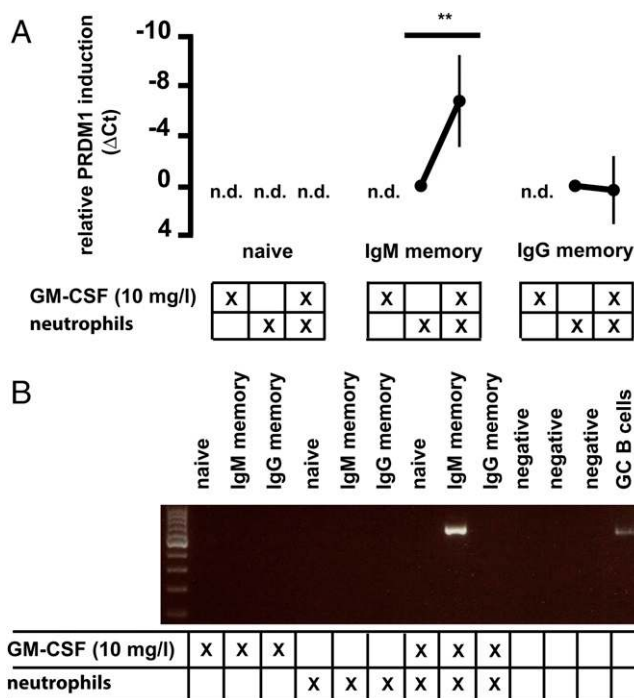 A
relative PRDM1 induction
(ΔCt)
-10
-8
-4
0
4
n.d. n.d. n.d.
n.d.
**
n.d.
naive
IgM memory
IgG memory
GM-CSF (10 mg/l) X X X X X X
neutrophils X X X X X X
B
naive
IgM memory
IgG memory
naive
IgM memory
IgG memory
naive
IgM memory
IgG memory
negative
negative
negative
GC B cells
GM-CSF (10 mg/l) X X X X X X
neutrophils X X X X X X